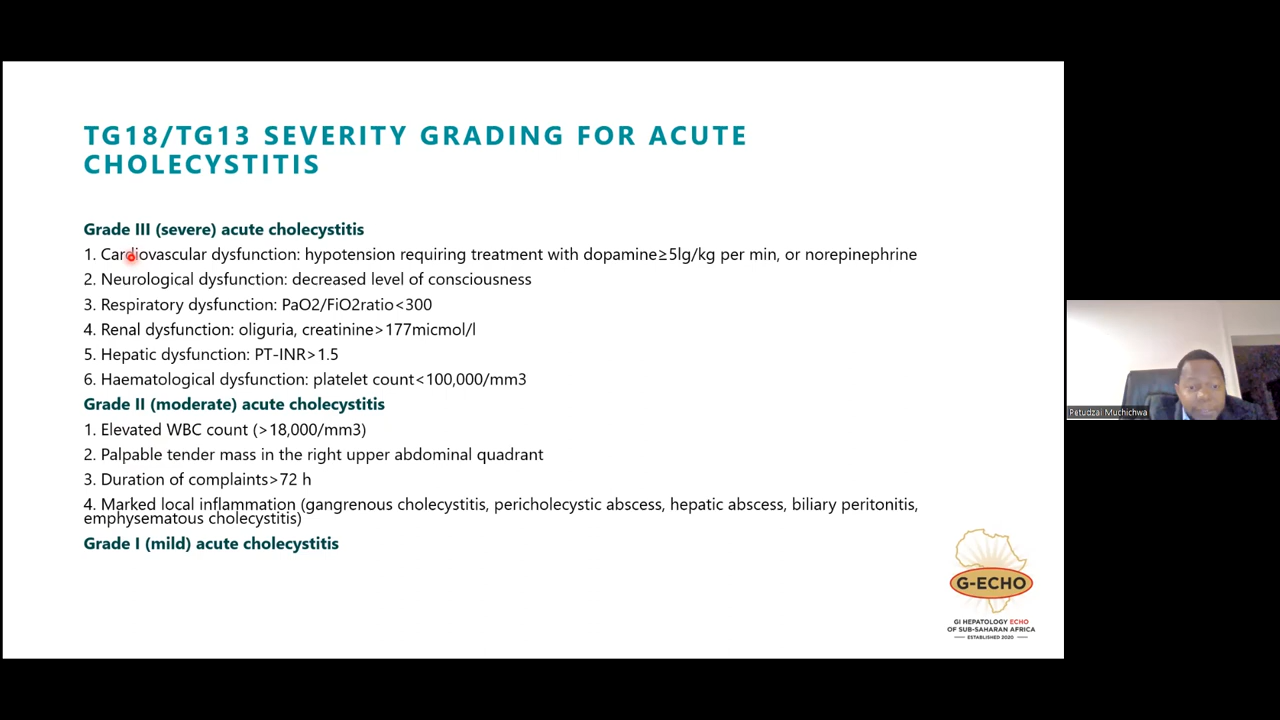 TG18/TG13 SEVERITY GRADING FOR ACUTE
CHOLECYSTITIS
Grade III (severe) acute cholecystitis
1. Cardiovascular dysfunction: hypotension requiring treatment with dopamine≥5lg/kg per min, or norepinephrine
2. Neurological dysfunction: decreased level of consciousness
3. Respiratory dysfunction: PaO2/FiO2ratio<300
4. Renal dysfunction: oliguria, creatinine>177micmol/l
5. Hepatic dysfunction: PT-INR>1.5
6. Haematological dysfunction: platelet count<100,000/mm3
Grade II (moderate) acute cholecystitis
1. Elevated WBC count (>18,000/mm3)
2. Palpable tender mass in the right upper abdominal quadrant
3. Duration of complaints>72 h
4. Marked local inflammation (gangrenous cholecystitis, pericholecystic abscess, hepatic abscess, biliary peritonitis,
emphysematous cholecystitis)
Grade I (mild) acute cholecystitis
G-ECHO
GI HEPATOLOGY ECHO
OF SUB-SAHARAN AFRICA
ESTABLISHED 2020
Petudzai Muchichwa